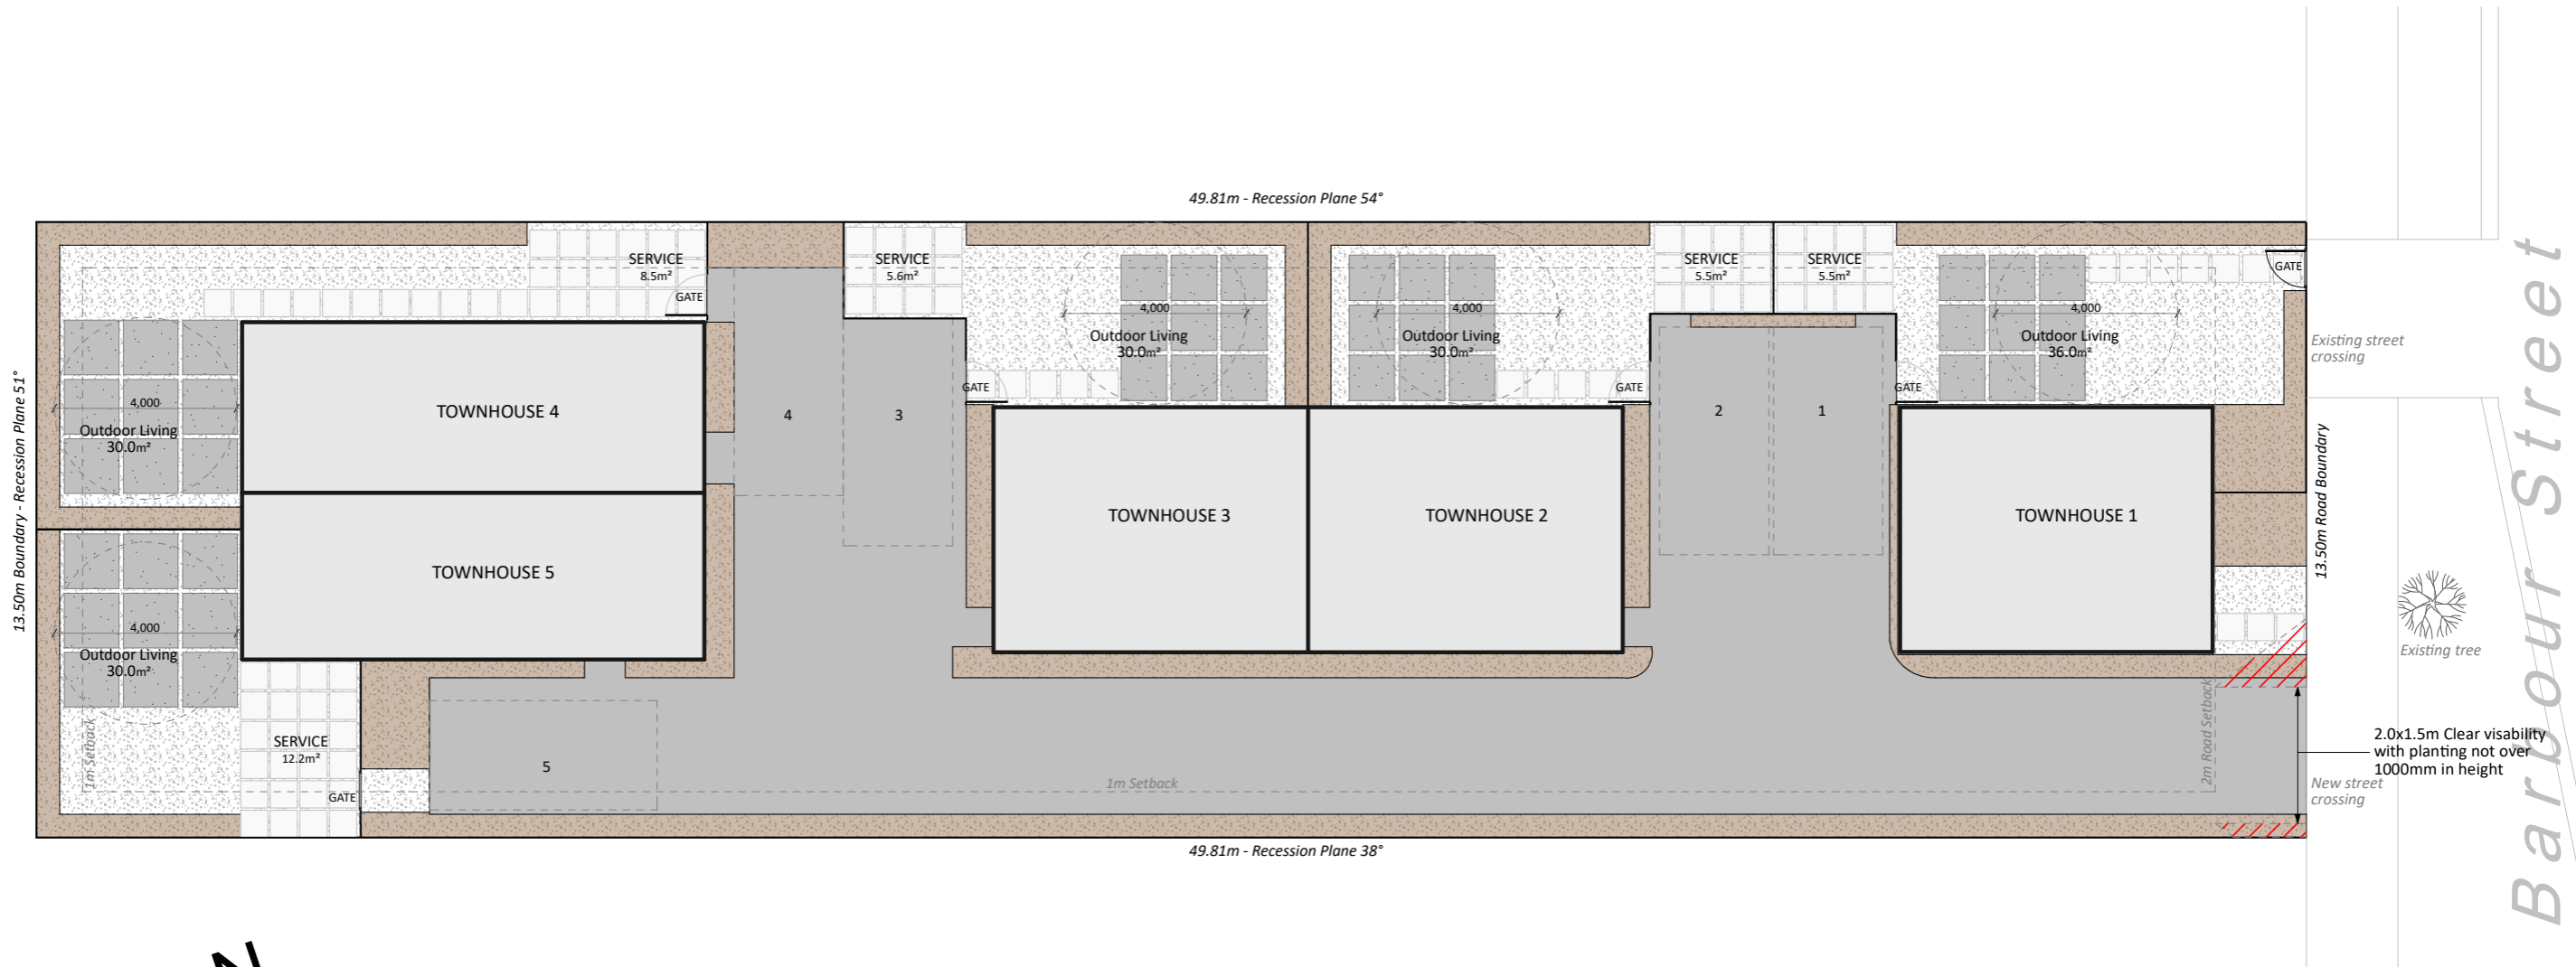 49.81m - Recession Plane 54°
SERVICE
8.5m²
GATE
SERVICE
5.6m²
SERVICE
5.5m²
SERVICE
5.5m²
GATE
4,000
Outdoor Living
30.0m²
4,000
Outdoor Living
30.0m²
4,000
Outdoor Living
36.0m²
Existing street
crossing
GATE
GATE
GATE
13.50m Boundary - Recession Plane 51°
4,000
Outdoor Living
30.0m²
TOWNHOUSE 4
4
3
2
1
13.50m Road Boundary
Barbour Street
TOWNHOUSE 5
TOWNHOUSE 3
TOWNHOUSE 2
TOWNHOUSE 1
4,000
Outdoor Living
30.0m²
Existing tree
1m Setback
SERVICE
12.2m²
GATE
5
1m Setback
2m Road Setback
2.0x1.5m Clear visability
with planting not over
1000mm in height
New street
crossing
49.81m - Recession Plane 38°
N